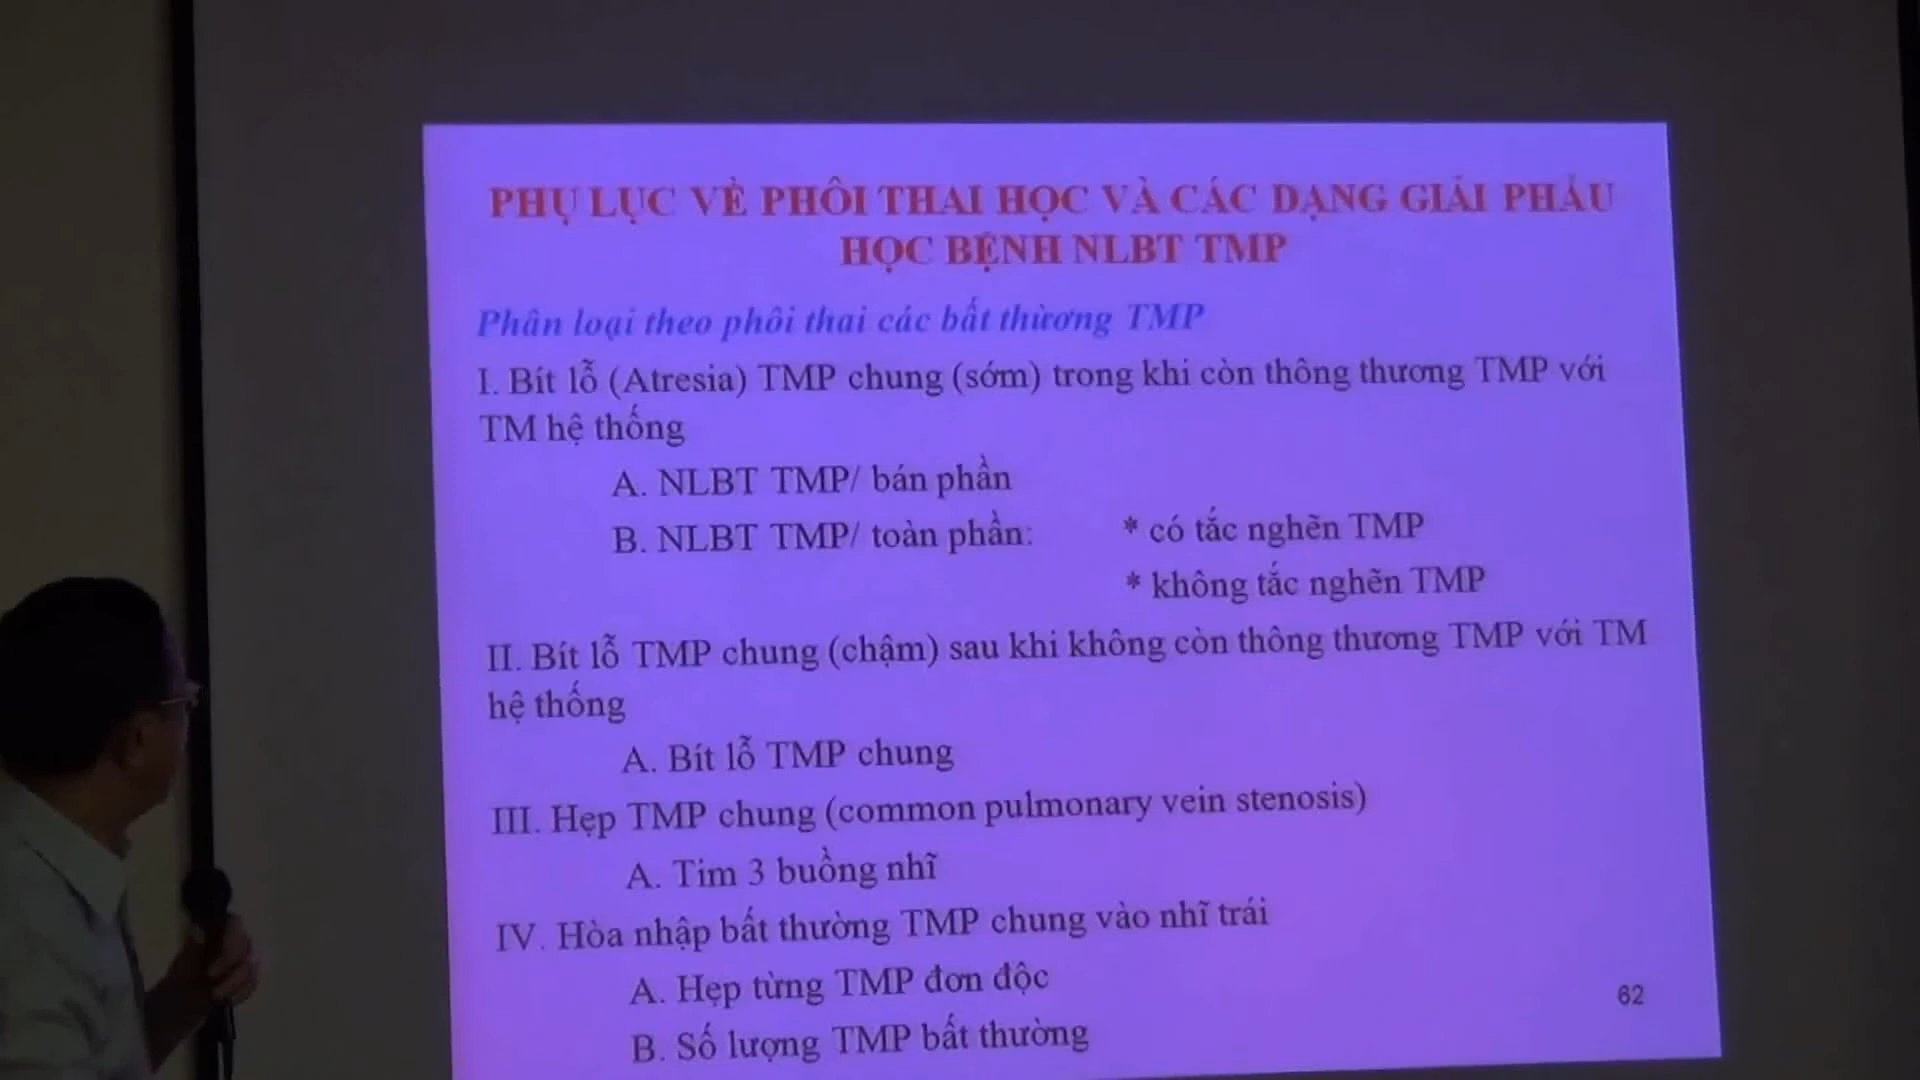 PHỤ LỤC VỀ PHÔI THAI HỌC VÀ CÁC DẠNG GIẢI PHẪU
HỌC BỆNH NLBT TMP
Phân loại theo phôi thai các bất thường TMP
I. Bít lỗ (Atresia) TMP chung (sớm) trong khi còn thông thương TMP với
TM hệ thống
A. NLBT TMP/ bán phần
B. NLBT TMP/ toàn phần: * có tắc nghẽn TMP
* không tắc nghẽn TMP
II. Bít lỗ TMP chung (chậm) sau khi không còn thông thương TMP với TM
hệ thống
A. Bít lỗ TMP chung
III. Hẹp TMP chung (common pulmonary vein stenosis)
A. Tim 3 buồng nhĩ
IV. Hòa nhập bất thường TMP chung vào nhĩ trái
A. Hẹp từng TMP đơn độc
B. Số lượng TMP bất thường
62